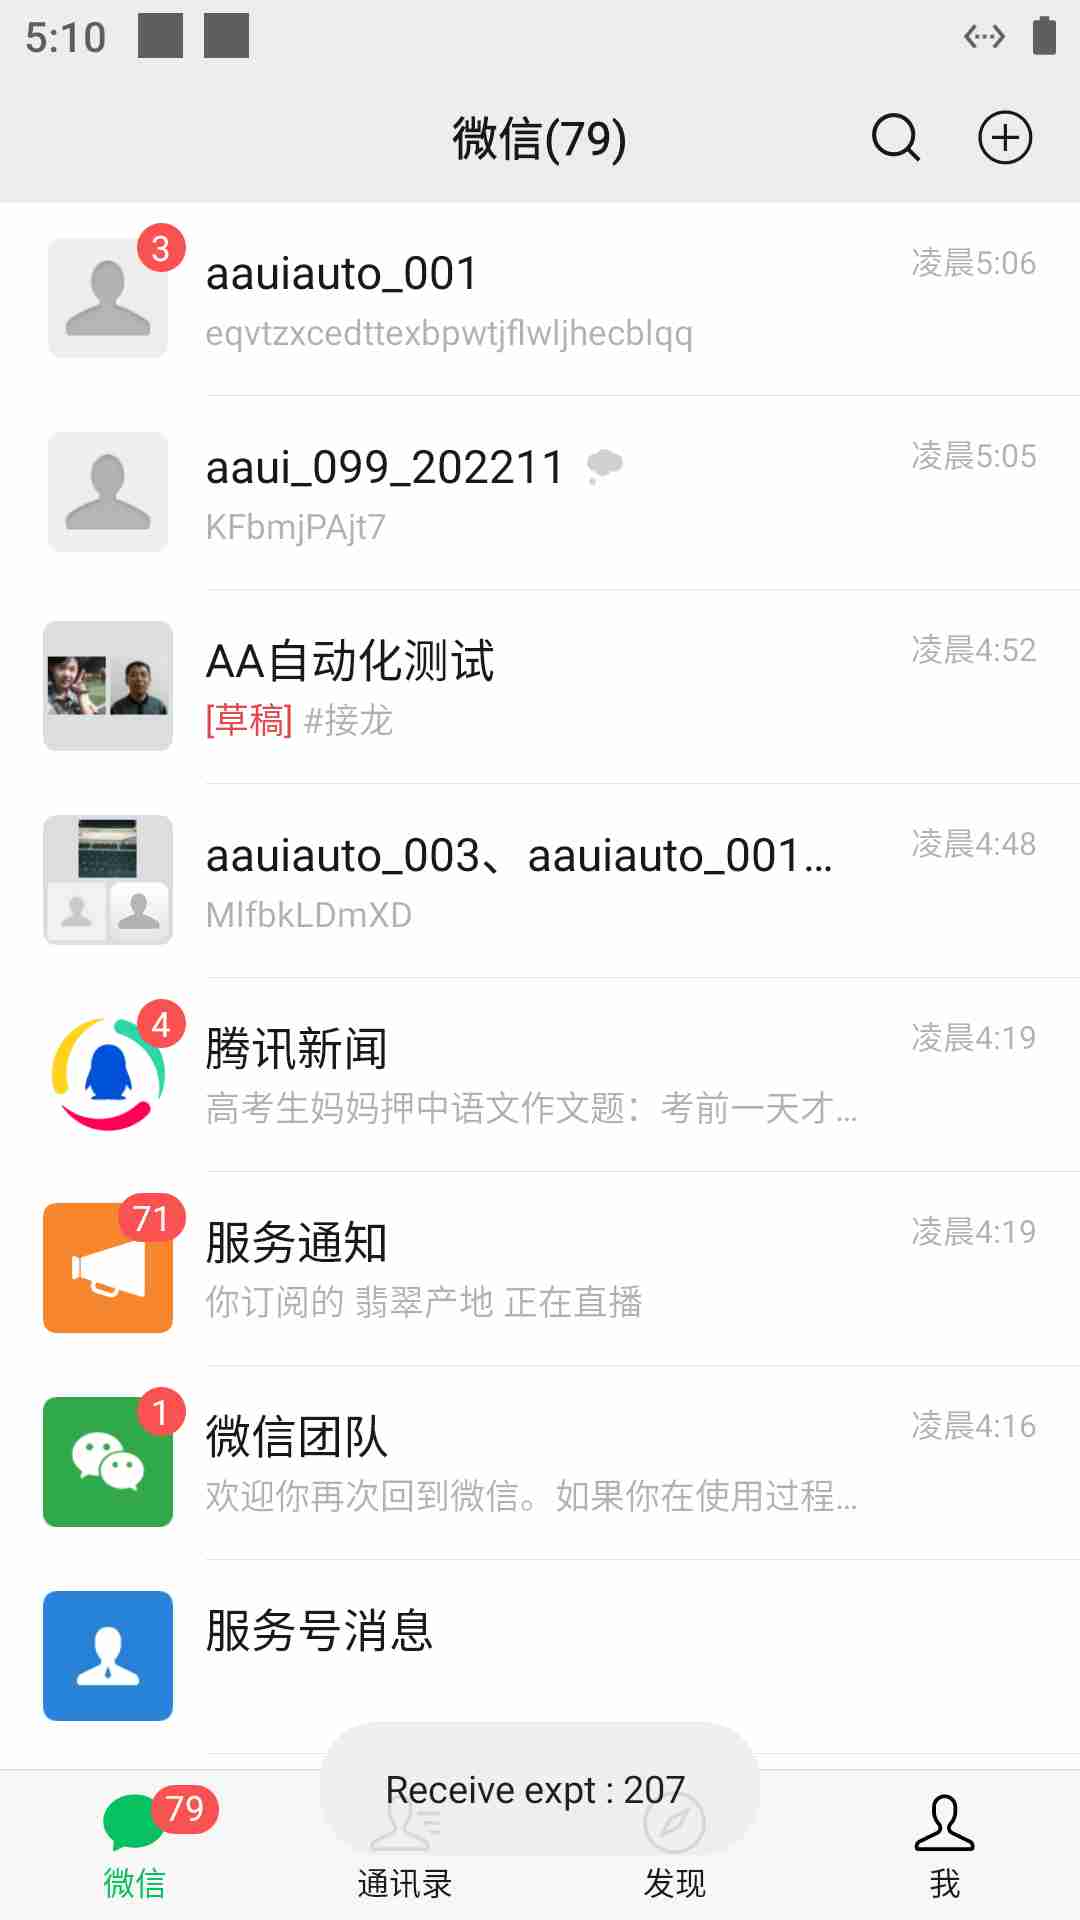 5:10
微信(79)
3
aauiauto_001
凌晨5:06
eqvtzxcedttexbpwtjflwljhecblqq
aaui_099_202211
凌晨5:05
KFbmjPAjt7
AA自动化测试
凌晨4:52
[草稿] #接龙
aauiauto_003、aauiauto_001...
凌晨4:48
MlfbkLDmXD
4
腾讯新闻
凌晨4:19
高考生妈妈押中语文作文题：考前一天才...
71
服务通知
凌晨4:19
你订阅的 翡翠产地 正在直播
1
微信团队
凌晨4:16
欢迎你再次回到微信。如果你在使用过程...
服务号消息
Receive expt : 207
79
微信
通讯录
发现
我